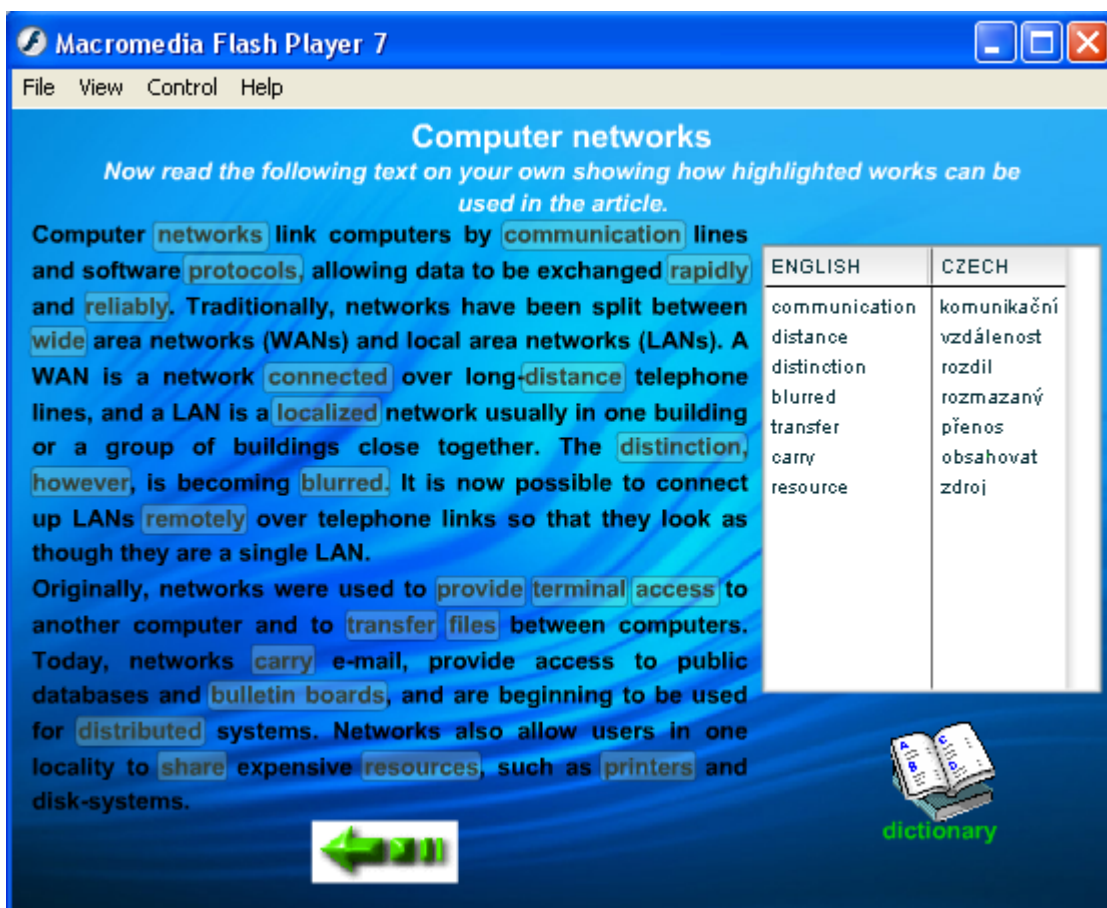 Macromedia Flash Player 7
File View Control Help
Computer networks
Now read the following text on your own showing how highlighted works can be
used in the article.
Computer networks link computers by communication lines
and software protocols, allowing data to be exchanged rapidly
and reliably. Traditionally, networks have been split between
wide area networks (WANs) and local area networks (LANs). A
WAN is a network connected over long-distance telephone
lines, and a LAN is a localized network usually in one building
or a group of buildings close together. The distinction,
however, is becoming blurred. It is now possible to connect
up LANs remotely over telephone links so that they look as
though they are a single LAN.
Originally, networks were used to provide terminal access to
another computer and to transfer files between computers.
Today, networks carry e-mail, provide access to public
databases and bulletin boards, and are beginning to be used
for distributed systems. Networks also allow users in one
locality to share expensive resources, such as printers and
disk-systems.
ENGLISH CZECH
communication komunikační
distance vzdálenost
distinction rozdil
blurred rozmazaný
transfer přenos
carry obsahovat
resource zdroj
A C
B D
dictionary